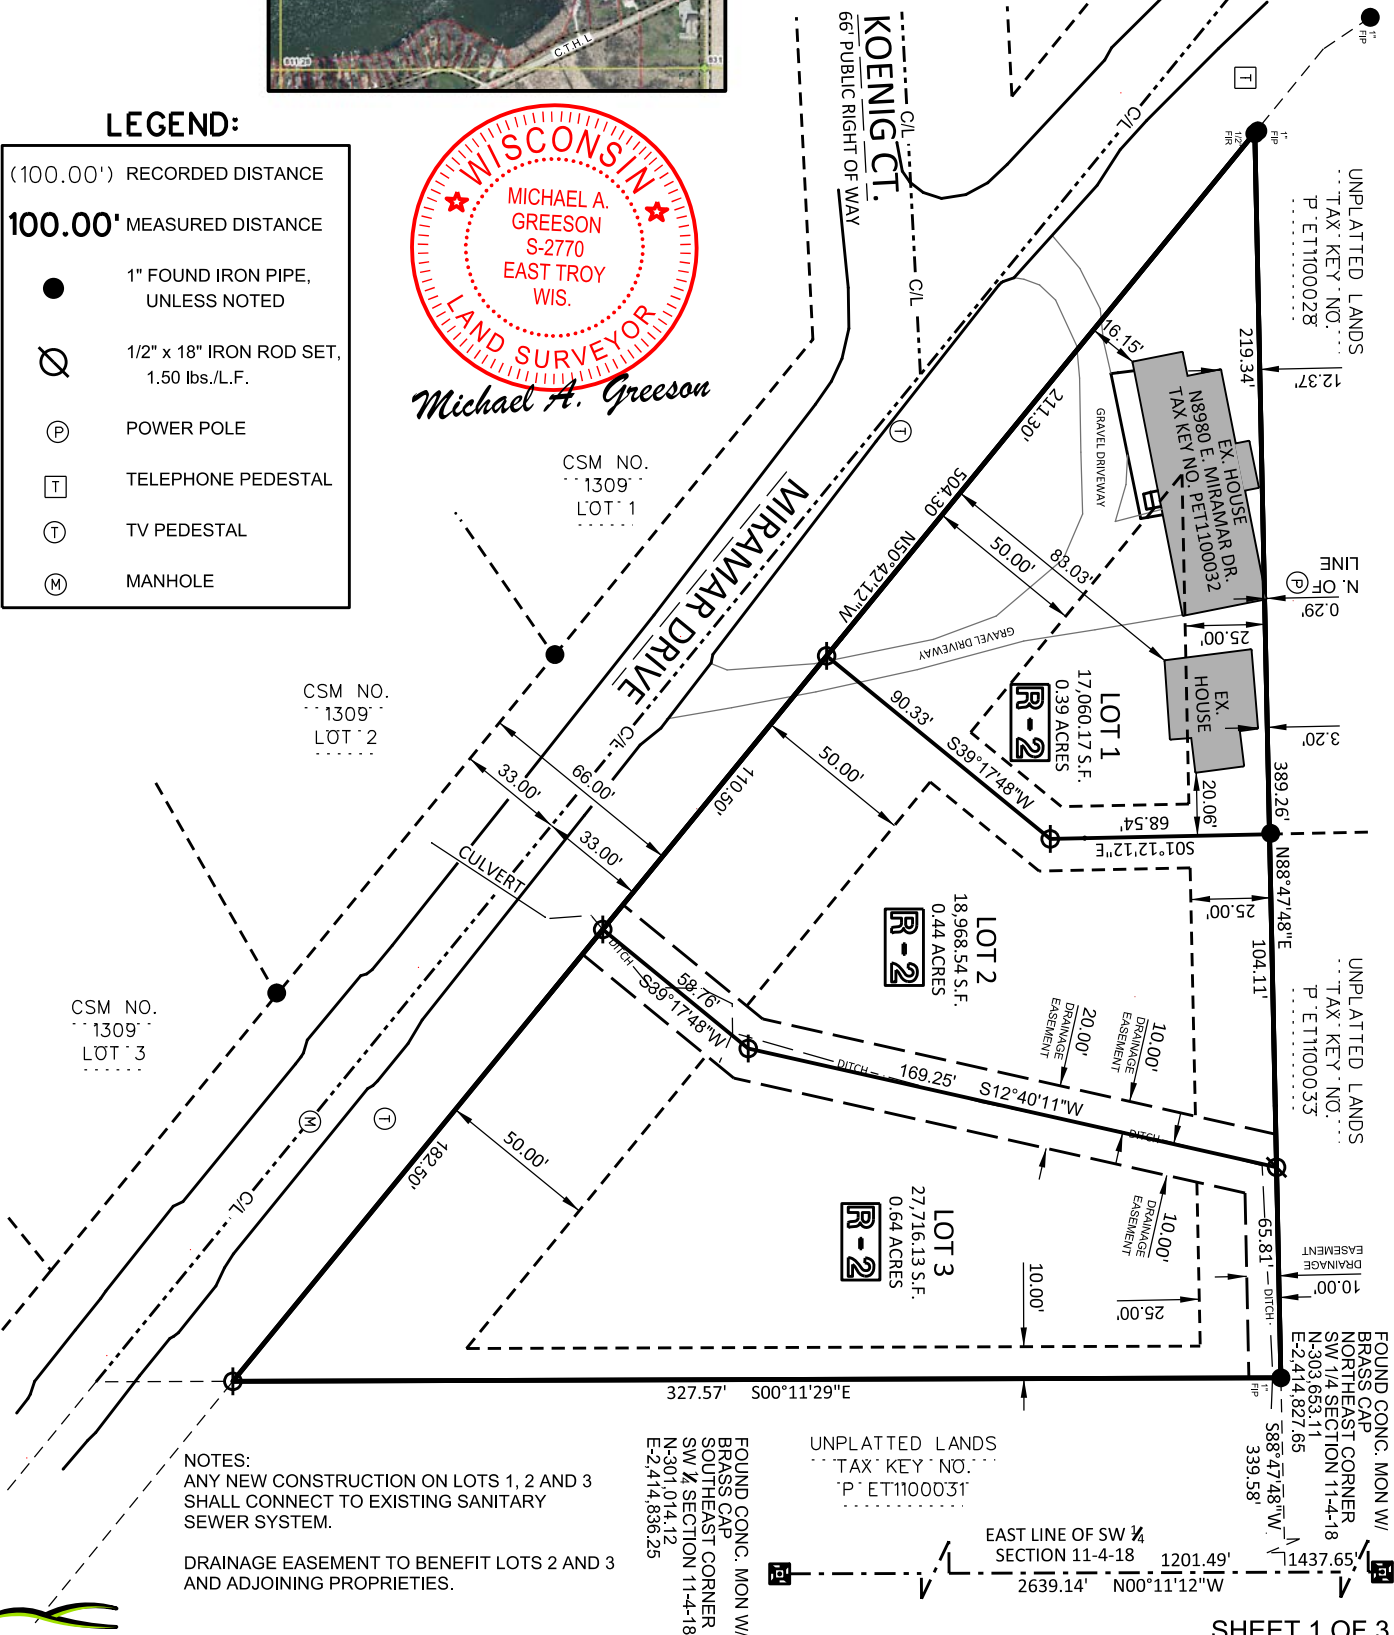 C.T.H. L
LEGEND:
(100.00') RECORDED DISTANCE
100.00' MEASURED DISTANCE
1" FOUND IRON PIPE,
UNLESS NOTED
1/2" x 18" IRON ROD SET,
1.50 lbs./L.F.
P POWER POLE
T TELEPHONE PEDESTAL
T TV PEDESTAL
M MANHOLE
WISCONSIN
MICHAEL A.
GREESON
S-2770
EAST TROY
WIS.
LAND SURVEYOR
Michael A. Greeson
KOENIG CT.
66' PUBLIC RIGHT OF WAY
C/L
C/L
C/L
T
1"
FIP
1"
FIP
1/2"
FIR
UNPLATTED LANDS
TAX KEY NO.
P ET1100028
219.34'
12.37'
16.15'
211.30'
GRAVEL DRIVEWAY
EX. HOUSE
N8980 E. MIRAMAR DR.
TAX KEY NO. PET1100032
T
CSM NO.
1309
LOT 1
MIRAMAR DRIVE
504.30
N50°42'12"W
50.00'
83.03'
N. OF
LINE
P
0.29'
25.00'
GRAVEL DRIVEWAY
EX.
HOUSE
3.20'
LOT 1
17,060.17 S.F.
0.39 ACRES
R - 2
90.33'
S39°17'48"W
20.06'
389.26'
N88°47'48"E
68.54'
S01°12'12"E
CSM NO.
1309
LOT 2
C/L
33.00'
66.00'
33.00'
110.50'
50.00'
CULVERT
LOT 2
18,968.54 S.F.
0.44 ACRES
R - 2
25.00'
104.11'
UNPLATTED LANDS
TAX KEY NO.
P ET1100033
CSM NO.
1309
LOT 3
DITCH
58.76'
S39°17'48"W
20.00'
DRAINAGE
EASEMENT
10.00'
DRAINAGE
EASEMENT
DITCH
169.25'
S12°40'11"W
DITCH
M
T
C/L
182.50'
50.00'
LOT 3
27,716.13 S.F.
0.64 ACRES
R - 2
10.00'
DRAINAGE
EASEMENT
65.81'
DITCH
10.00'
DRAINAGE
EASEMENT
25.00'
10.00'
327.57' S00°11'29"E
1"
FIP
FOUND CONC. MON W/
BRASS CAP
NORTHEAST CORNER
SW 1/4 SECTION 11-4-18
N-303,653.11
E-2,414,827.65
S88°47'48"W
339.58'
NOTES:
ANY NEW CONSTRUCTION ON LOTS 1, 2 AND 3
SHALL CONNECT TO EXISTING SANITARY
SEWER SYSTEM.
DRAINAGE EASEMENT TO BENEFIT LOTS 2 AND 3
AND ADJOINING PROPRIETIES.
FOUND CONC. MON W/
BRASS CAP
SOUTHEAST CORNER
SW ¼ SECTION 11-4-18
N-301,014.12
E-2,414,836.25
UNPLATTED LANDS
TAX KEY NO.
P ET1100031
EAST LINE OF SW ¼
SECTION 11-4-18
1201.49'
1437.65'
2639.14' N00°11'12"W
SHEET 1 OF 3